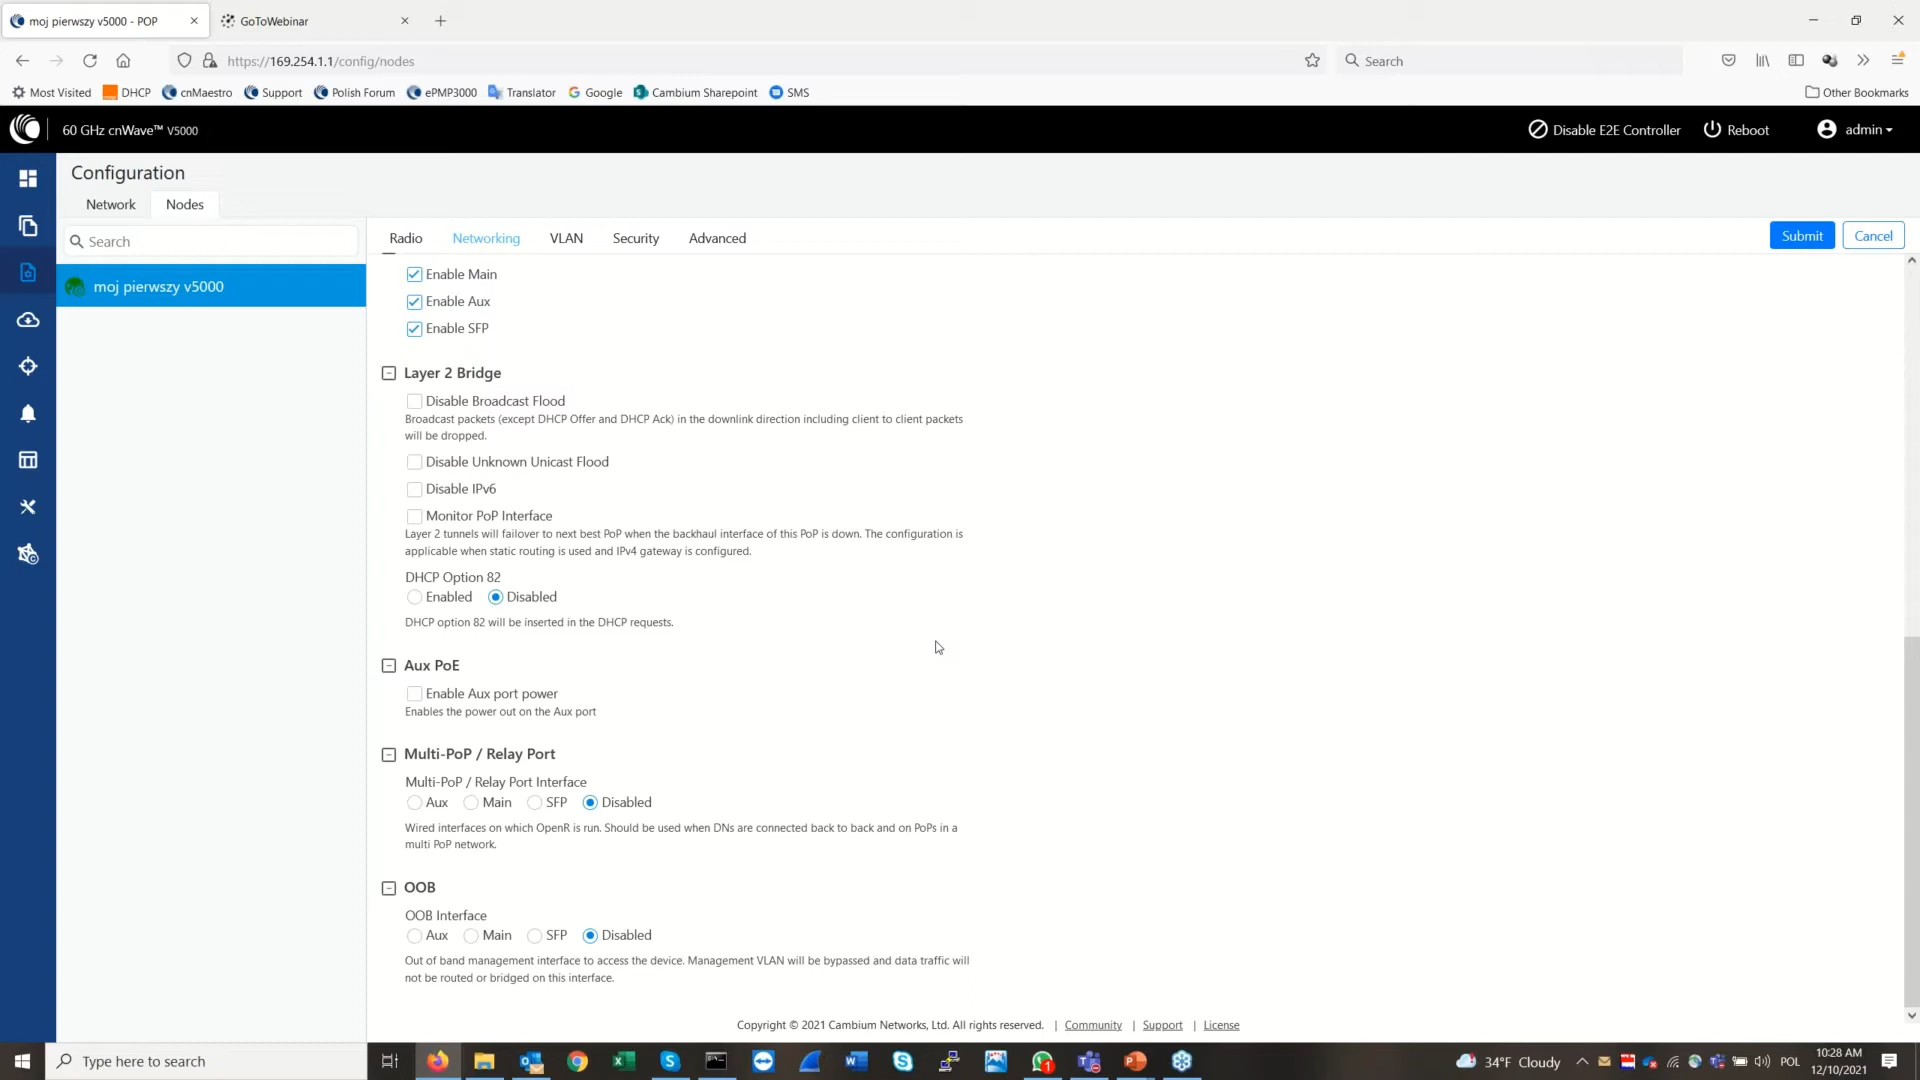 moj pierwszy v5000 - POP
GoToWebinar
https://169.254.1.1/config/nodes
Search
Most Visited
DHCP
cnMaestro
Support
Polish Forum
ePMP3000
Translator
Google
Cambium Sharepoint
SMS
Other Bookmarks
60 GHz cnWave™ V5000
Disable E2E Controller
Reboot
admin
Configuration
Network
Nodes
Search
moj pierwszy v5000
Radio
Networking
VLAN
Security
Advanced
Submit
Cancel
Enable Main
Enable Aux
Enable SFP
Layer 2 Bridge
Disable Broadcast Flood
Broadcast packets (except DHCP Offer and DHCP Ack) in the downlink direction including client to client packets
will be dropped.
Disable Unknown Unicast Flood
Disable IPv6
Monitor PoP Interface
Layer 2 tunnels will failover to next best PoP when the backhaul interface of this PoP is down. The configuration is
applicable when static routing is used and IPv4 gateway is configured.
DHCP Option 82
Enabled Disabled
DHCP option 82 will be inserted in the DHCP requests.
Aux PoE
Enable Aux port power
Enables the power out on the Aux port
Multi-PoP / Relay Port
Multi-PoP / Relay Port Interface
Aux Main SFP Disabled
Wired interfaces on which OpenR is run. Should be used when DNs are connected back to back and on PoPs in a
multi PoP network.
OOB
OOB Interface
Aux Main SFP Disabled
Out of band management interface to access the device. Management VLAN will be bypassed and data traffic will
not be routed or bridged on this interface.
Copyright © 2021 Cambium Networks, Ltd. All rights reserved. | Community | Support | License
Type here to search
34°F Cloudy
POL
10:28 AM
12/10/2021